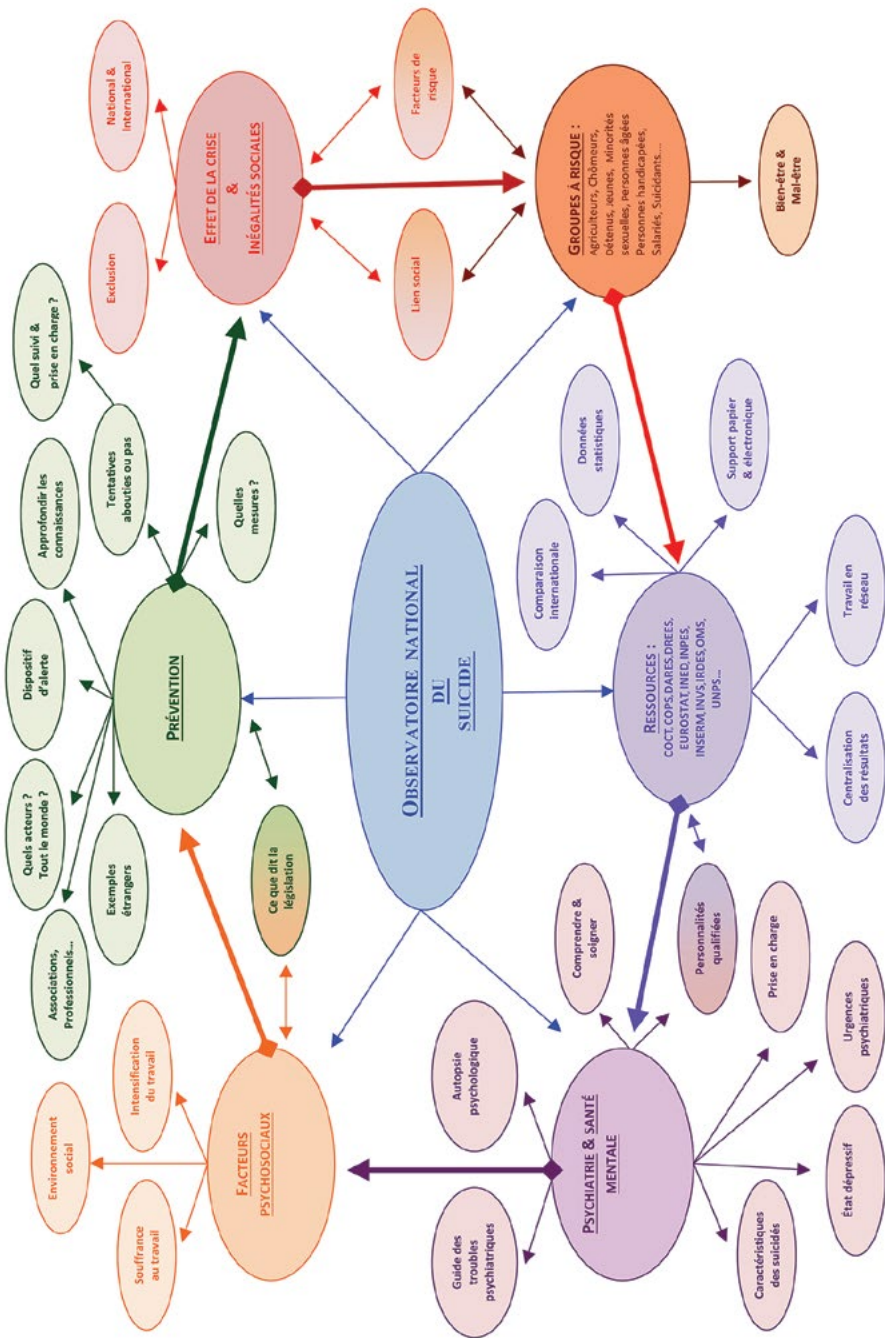 Souffrance
au travail
Environnement
social
Intensification
du travail
FACTEURS
PSYCHOSOCIAUX
Associations,
Professionnels...
Quels acteurs ?
Tout le monde ?
Dispositif
d'alerte
Approfondir les
connaissances
Quel suivi &
prise en charge ?
Exemples
étrangers
Tentatives
abouties ou pas
PRÉVENTION
Quelles
mesures ?
Ce que dit la
législation
Exclusion
National &
International
EFFET DE LA CRISE
&
INÉGALITÉS SOCIALES
Lien social
Facteurs de
risque
OBSERVATOIRE NATIONAL
DU
SUICIDE
Guide des
troubles
psychiatriques
Autopsie
psychologique
Comprendre &
soigner
PSYCHIATRIE & SANTÉ
MENTALE
Personnalités
qualifiées
Caractéristiques
des suicidés
État dépressif
Urgences
psychiatriques
Prise en charge
Comparaison
internationale
Données
statistiques
RESSOURCES :
COCT, COPS,DARES,DREES,
EUROSTAT, INED,INPES,
INSERM,INVS,IRDES,OMS,
UNPS...
Support papier
& électronique
Centralisation
des résultats
Travail en
réseau
GROUPES À RISQUE :
Agriculteurs, Chômeurs,
Détenus, Jeunes, Minorités
sexuelles, Personnes âgées
Personnes handicapées,
Salariés, Suicidants....
Bien-être &
Mal-être